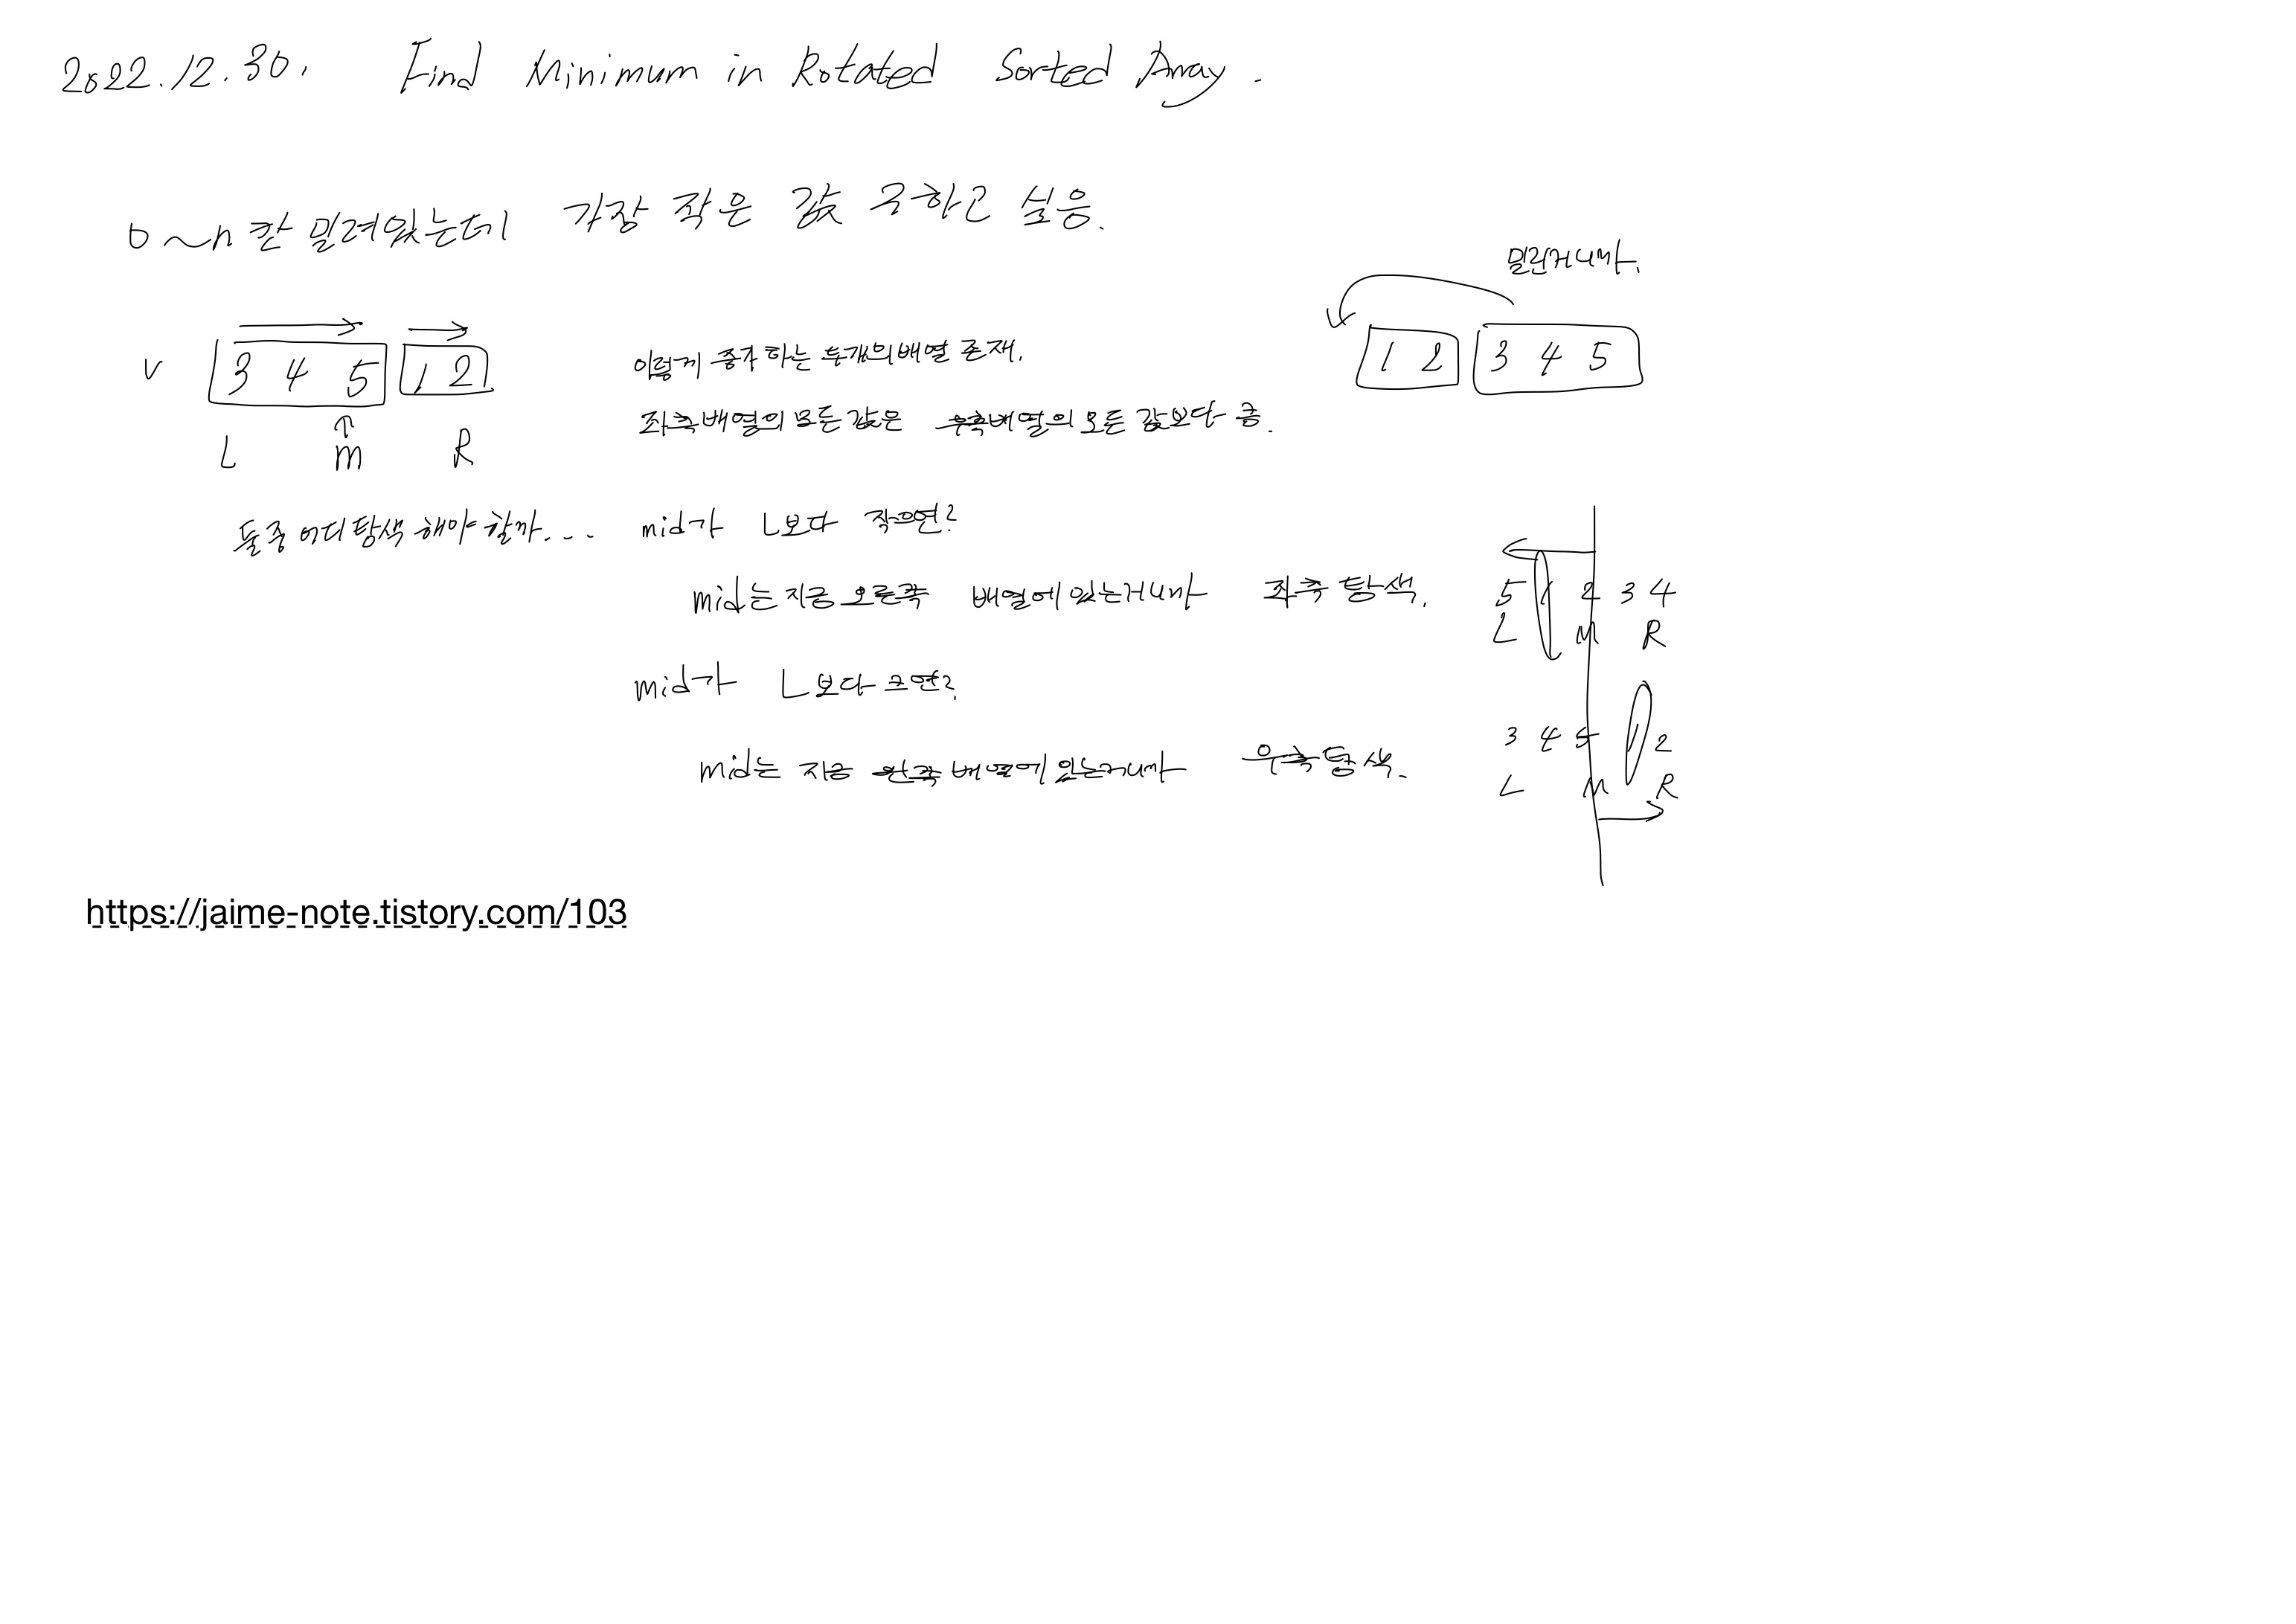 2022.12.30. Find Minimum in Rotated Sorted Array.
0~n칸 밀려있는데 가장 작은 값 구하고 싶음.
밀린거니까.
V 3 4 5 1 2
이렇게 증가하는 두개의 배열 존재.
1 2 3 4 5
좌측배열의 모든 값은 우측배열의 모든 값보다 큼.
L m R
둘중 어디 탐색 해야 할까...
mid가 L보다 작으면?
mid는 지금 오른쪽 배열에 있는거니까 좌측 탐색.
5 1 2 3 4
L M R
mid가 L보다 크면?
3 4 5 1 2
mid는 지금 왼쪽 배열에 있는거니까 우측 탐색.
L M R
https://jaime-note.tistory.com/103